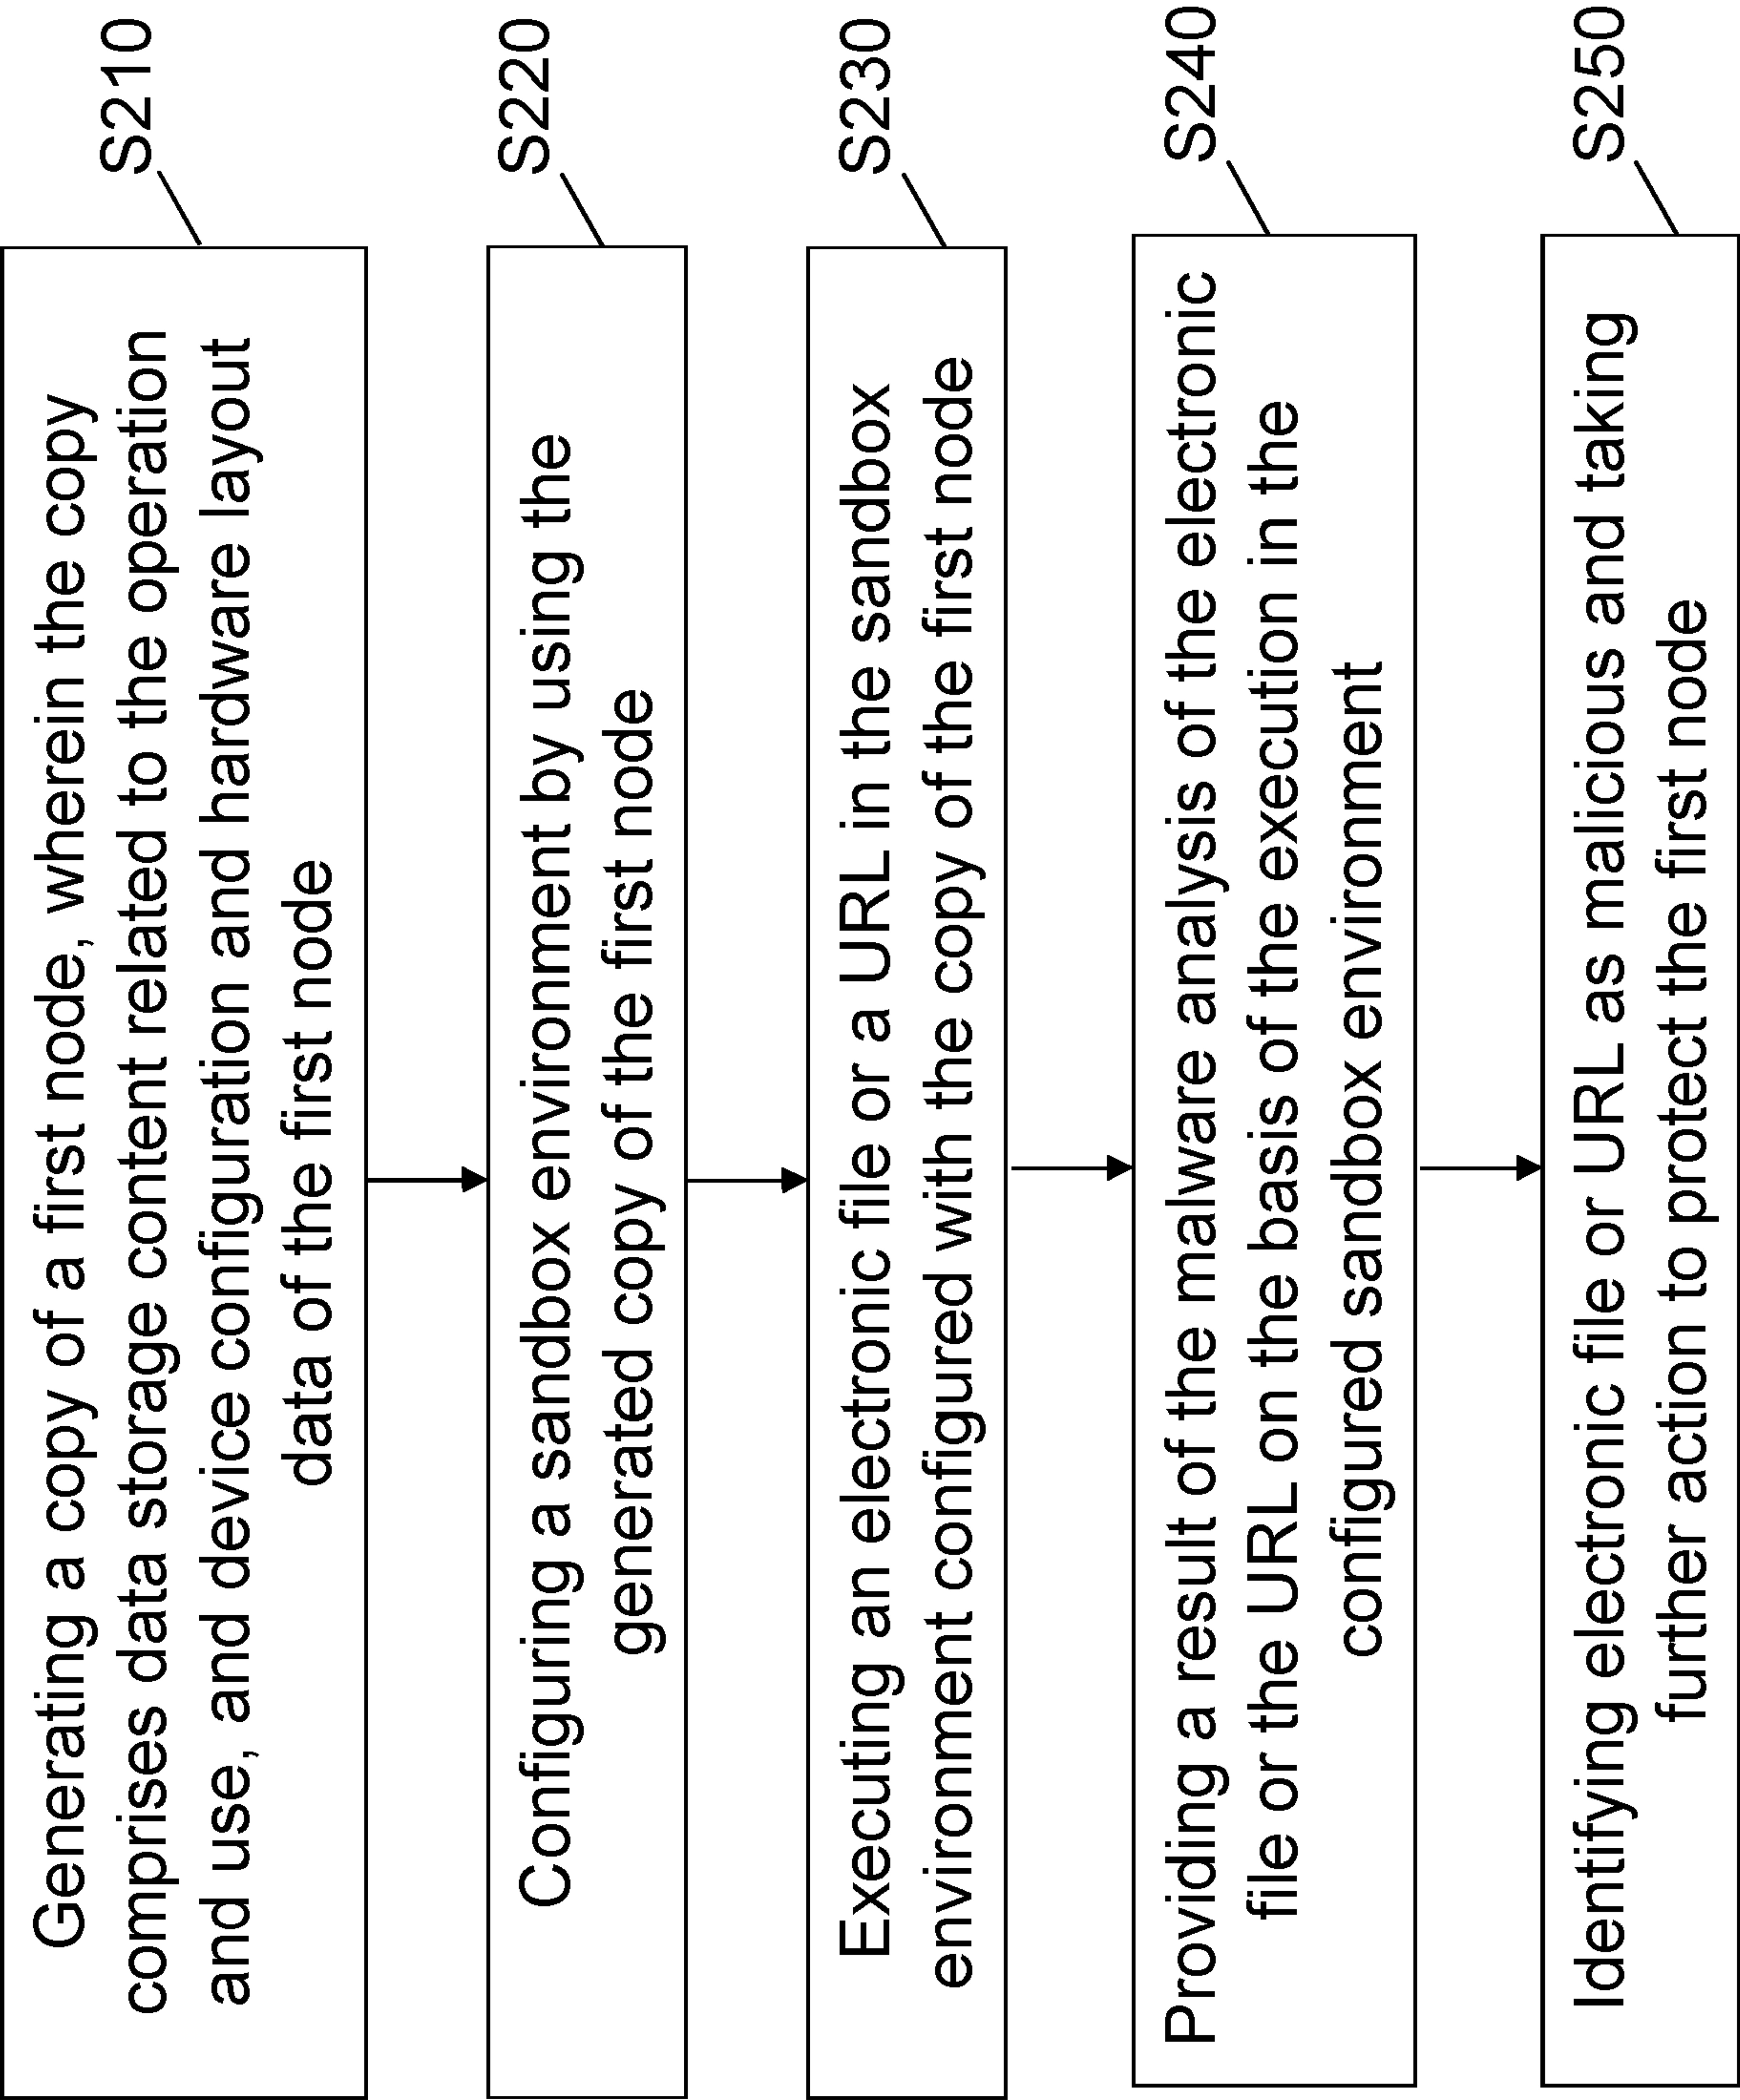 Generating a copy of a first node, wherein the copy
comprises data storage content related to the operation
and use, and device configuration and hardware layout
data of the first node
S210
Configuring a sandbox environment by using the
generated copy of the first node
S220
Executing an electronic file or a URL in the sandbox
environment configured with the copy of the first node
S230
Providing a result of the malware analysis of the electronic
file or the URL on the basis of the execution in the
configured sandbox environment
S240
Identifying electronic file or URL as malicious and taking
further action to protect the first node
S250